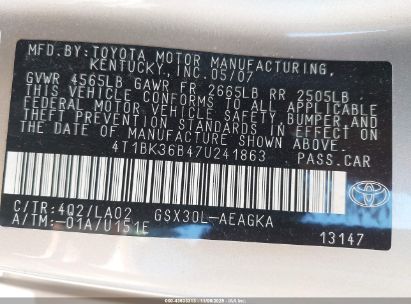 MFD.BY:TOYOTA MOTOR MANUFACTURING,
KENTUCKY,INC.05/07
GVWR 4565LB GAWR FR 2665LB RR 2505LB
THIS VEHICLE CONFORMS TO ALL APPLICABLE
FEDERAL MOTOR VEHICLE SAFETY,BUMPER,AND
THEFT PREVENTION STANDARDS IN EFFECT ON
THE DATE OF MANUFACTURE SHOWN ABOVE.
4T1BK36B47U241863 PASS.CAR
C/TR:4Q2/LA02 GSX30L-AEAGKA
A/TM:-01A/U151E
TOYOTA
13147